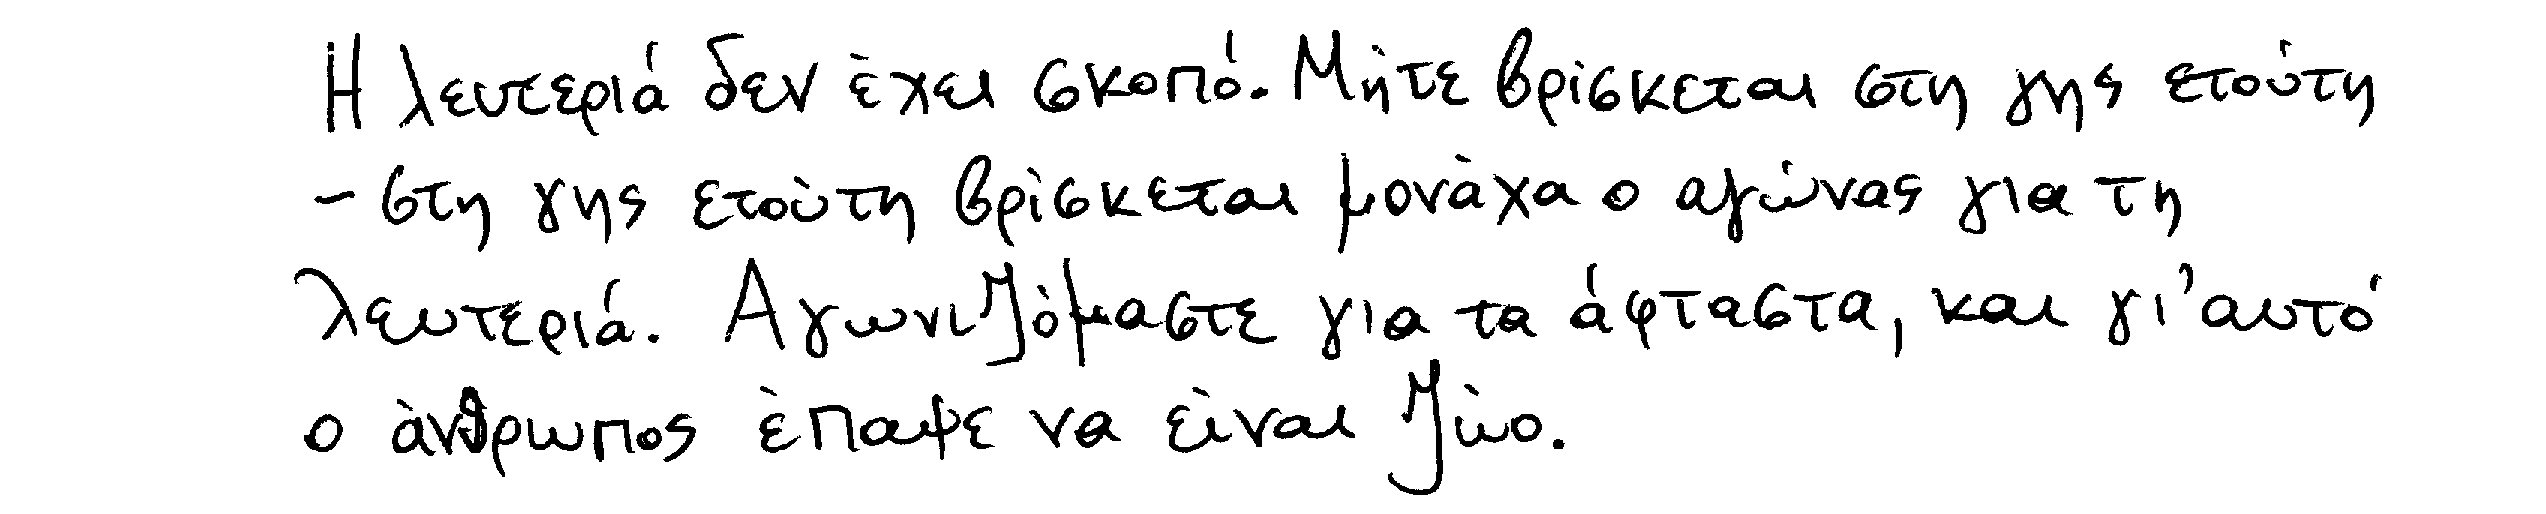 Η λευτεριά δεν έχει σκοπό. Μήτε βρίσκεται στη γης ετούτη
- στη γης ετούτη βρίσκεται μονάχα ο αγώνας για τη
λευτεριά. Αγωνιζόμαστε για τα άφταστα, και γι'αυτό
ο άνθρωπος έπαψε να είναι ζώο.